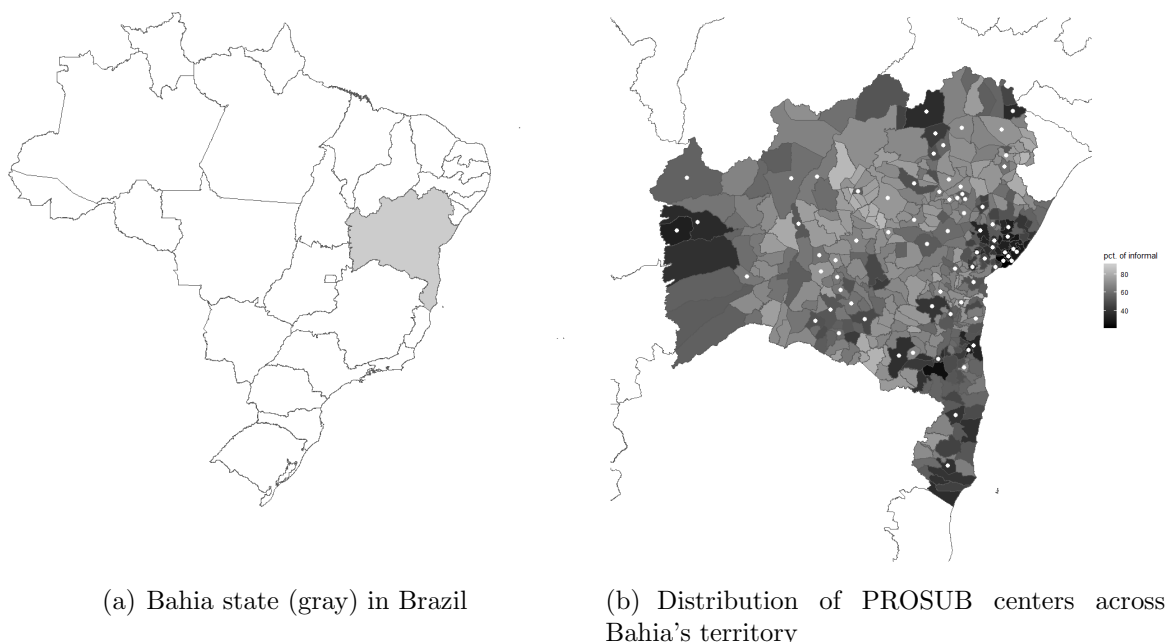 pct. of informal
80
60
40
(a) Bahia state (gray) in Brazil
(b) Distribution of PROSUB centers across
Bahia's territory